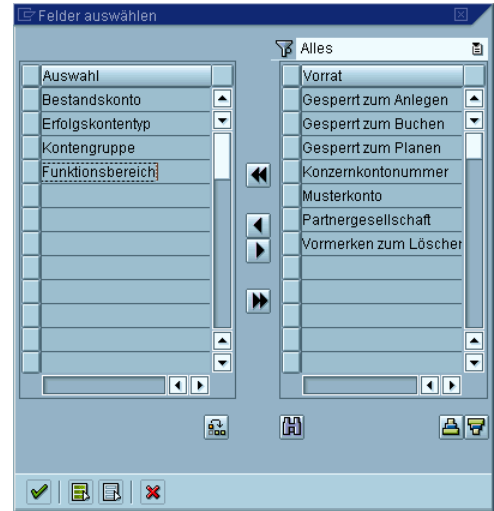 Felder auswählen
Alles
Auswahl
Bestandskonto
Erfolgskontentyp
Kontengruppe
Funktionsbereich
Vorrat
Gesperrt zum Anlegen
Gesperrt zum Buchen
Gesperrt zum Planen
Konzernkontonummer
Musterkonto
Partnergesellschaft
Vormerken zum Löscher